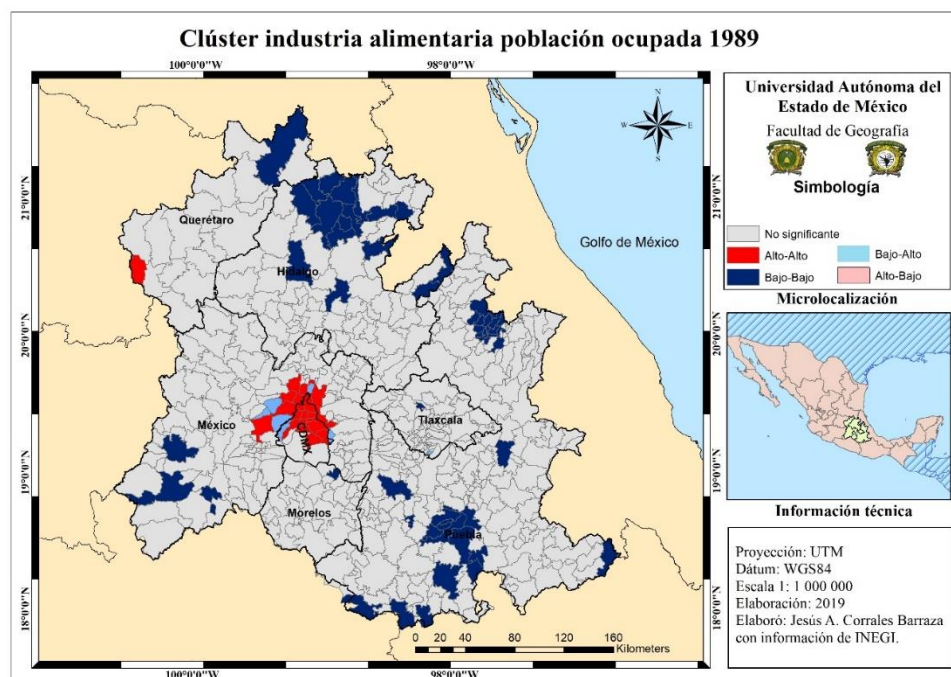 Clúster industria alimentaria población ocupada 1989
100°0'0"W
98°0'0"W
21°0'0"N
20°0'0"N
19°0'0"N
18°0'0"N
21°0'0"N
20°0'0"N
19°0'0"N
18°0'0"N
100°0'0"W
98°0'0"W
N
W
E
S
Querétaro
Hidalgo
México
CDMX
Tlaxcala
Morelos
Puebla
Golfo de México
0 20 40 80 120 160
Kilometers
Universidad Autónoma del
Estado de México
Facultad de Geografía
Simbología
No significante
Alto-Alto
Bajo-Bajo
Bajo-Alto
Alto-Bajo
Microlocalización
Información técnica
Proyección: UTM
Dátum: WGS84
Escala 1: 1 000 000
Elaboración: 2019
Elaboró: Jesús A. Corrales Barraza
con información de INEGI.